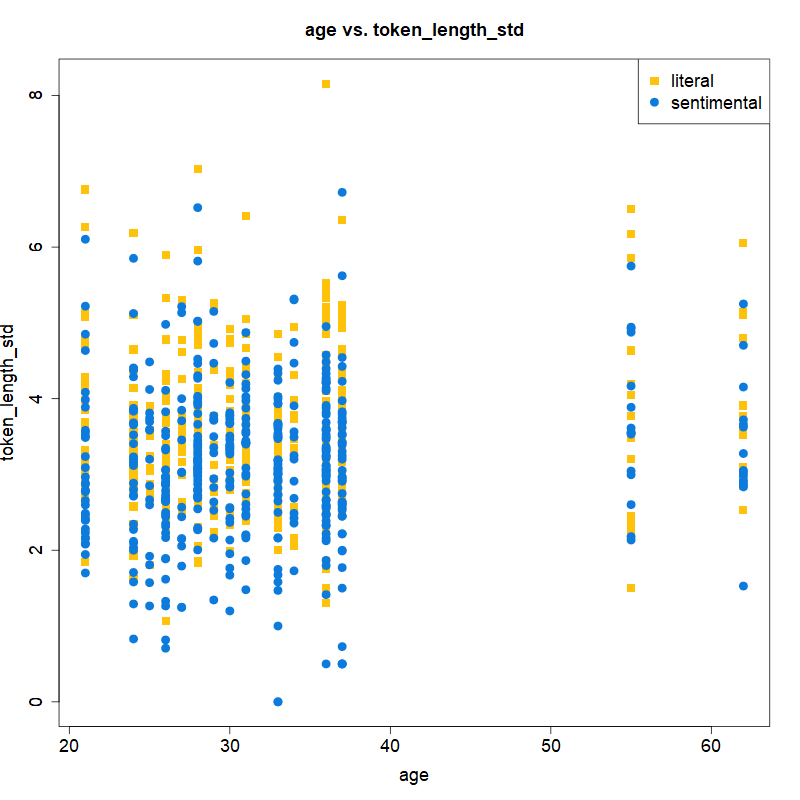 age vs. token_length_std
literal
sentimental
token_length_std
8
6
4
2
0
20 30 40 50 60
age